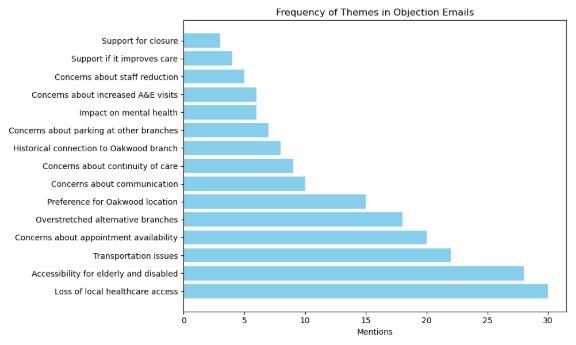 Frequency of Themes in Objection Emails
Support for closure
Support if it improves care
Concerns about staff reduction
Concerns about increased A&E visits
Impact on mental health
Concerns about parking at other branches
Historical connection to Oakwood branch
Concerns about continuity of care
Concerns about communication
Preference for Oakwood location
Overstretched alternative branches
Concerns about appointment availability
Transportation issues
Accessibility for elderly and disabled
Loss of local healthcare access
0 5 10 15 20 25 30
Mentions